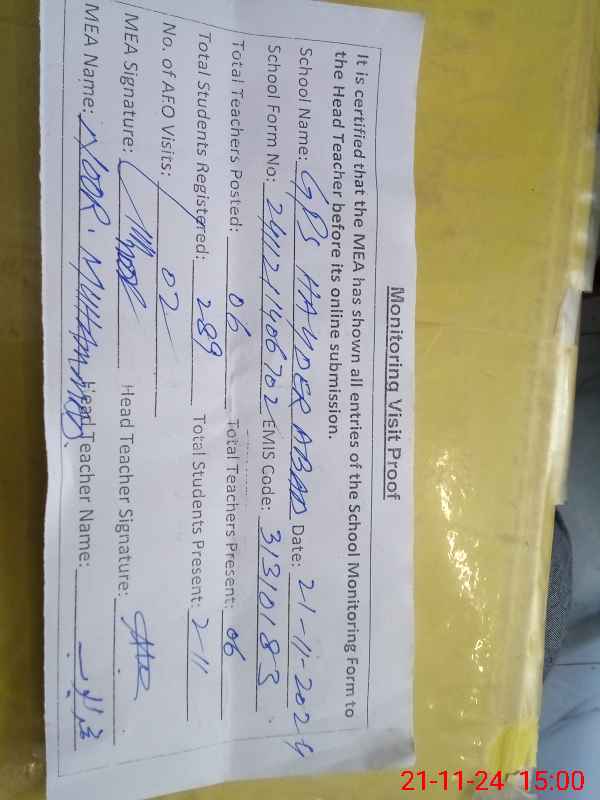 Monitoring Visit Proof
It is certified that the MEA has shown all entries of the School Monitoring Form to
the Head Teacher before its online submission.
School Name: GPS HAYDER ABAD Date: 21-11-2024
School Form No: 2411211406702 EMIS Code: 31310183
Total Teachers Posted: 06 Total Teachers Present: 06
Total Students Registered: 289 Total Students Present: 211
No. of AEO Visits: 02
MEA Signature: Head Teacher Signature:
MEA Name: NOOR. MUHAMMAD. Head Teacher Name:
21-11-24 15:00